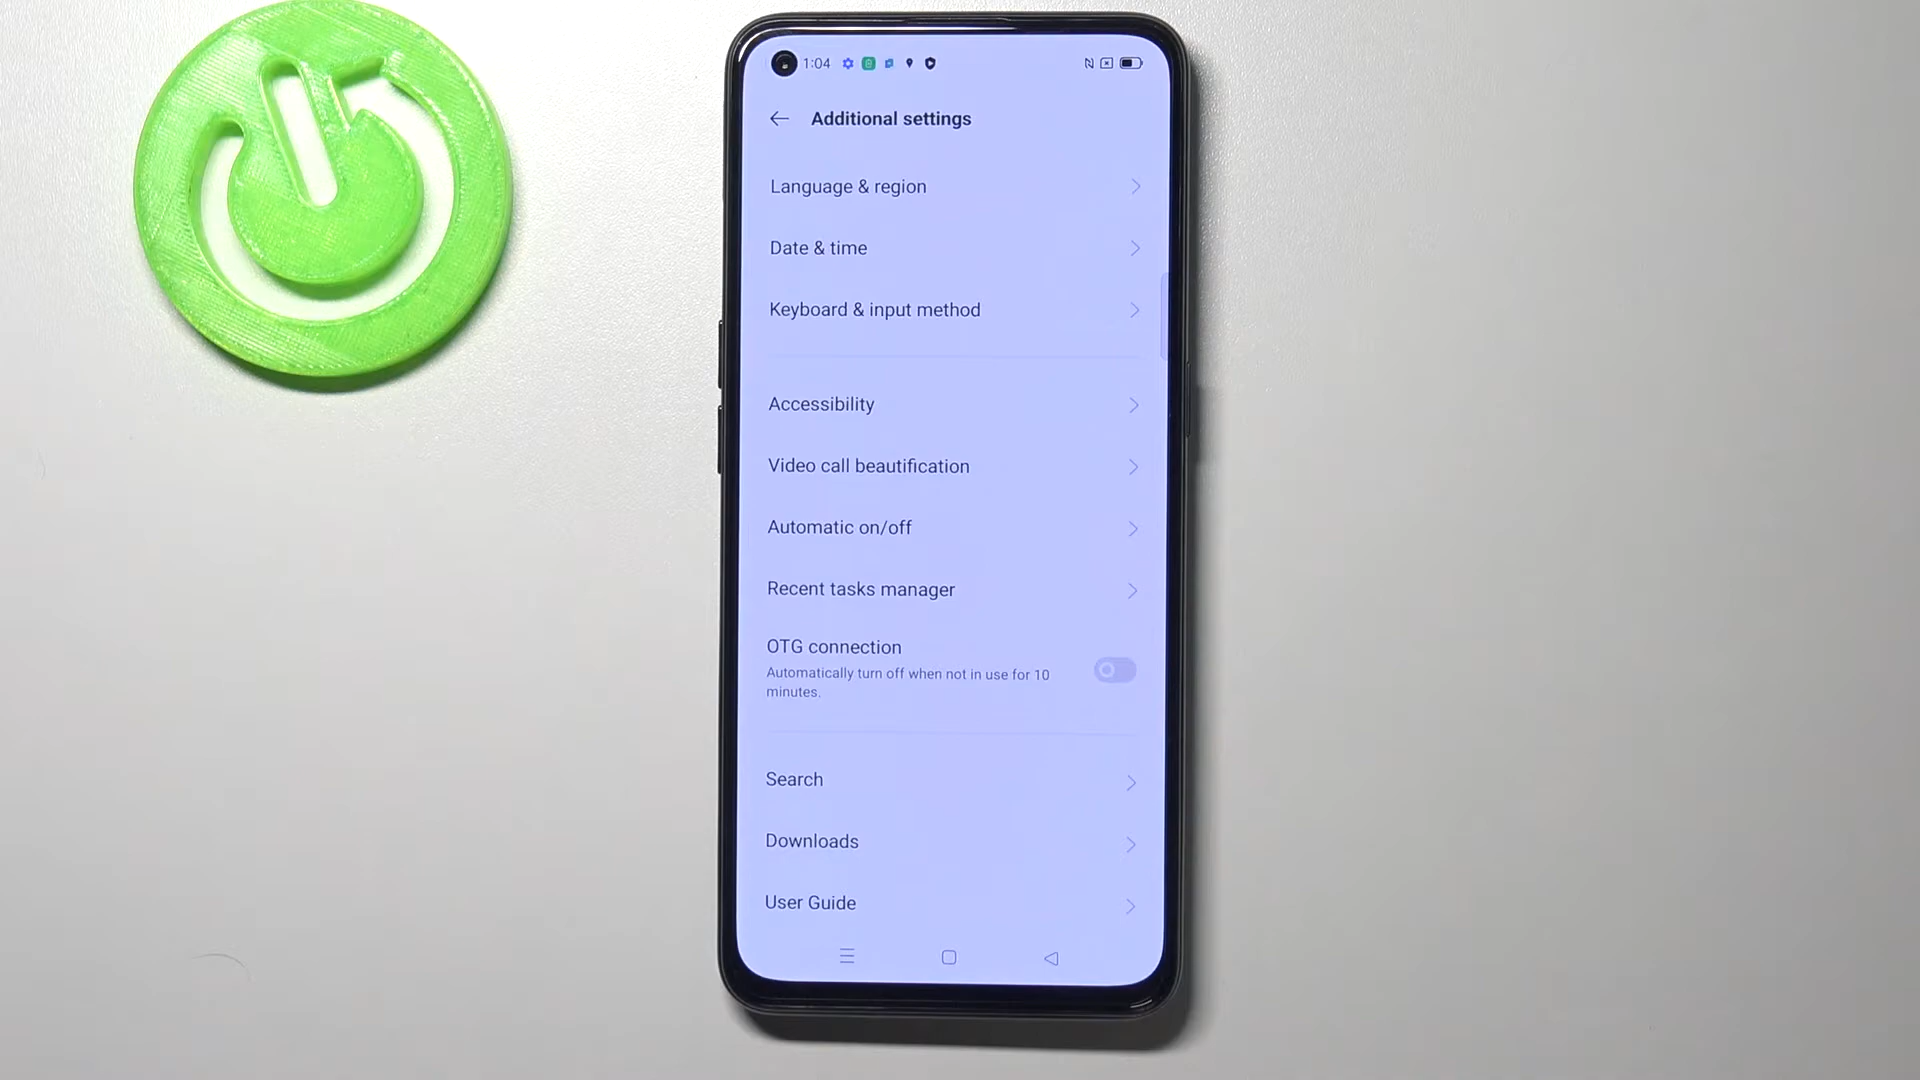 1:04
Additional settings
Language & region
Date & time
Keyboard & input method
Accessibility
Video call beautification
Automatic on/off
Recent tasks manager
OTG connection
Automatically turn off when not in use for 10
minutes.
Search
Downloads
User Guide